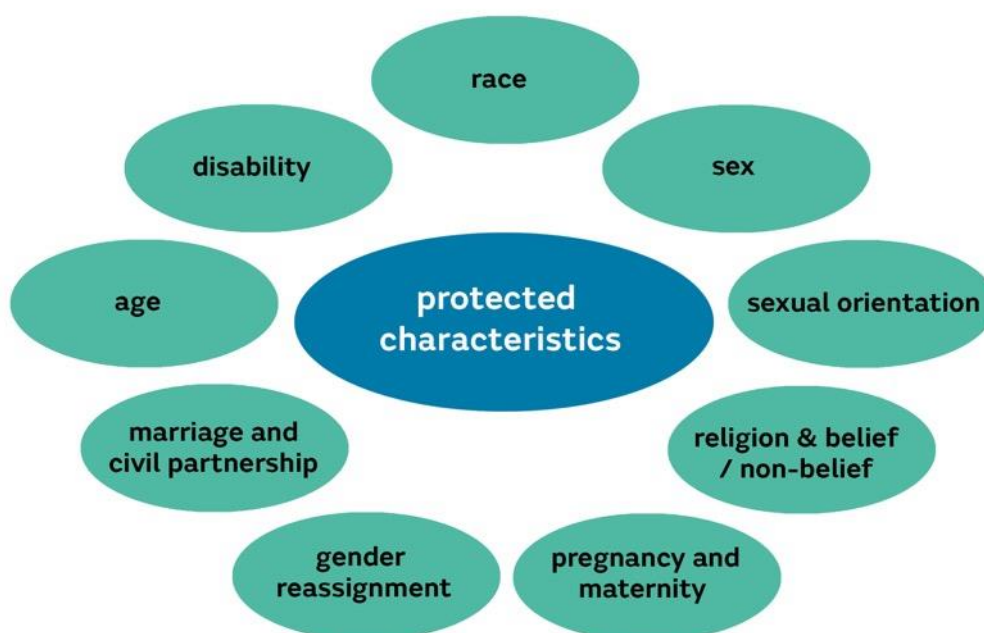 race
disability
sex
protected
characteristics
age
sexual orientation
marriage and
civil partnership
religion & belief
/ non-belief
gender
reassignment
pregnancy and
maternity